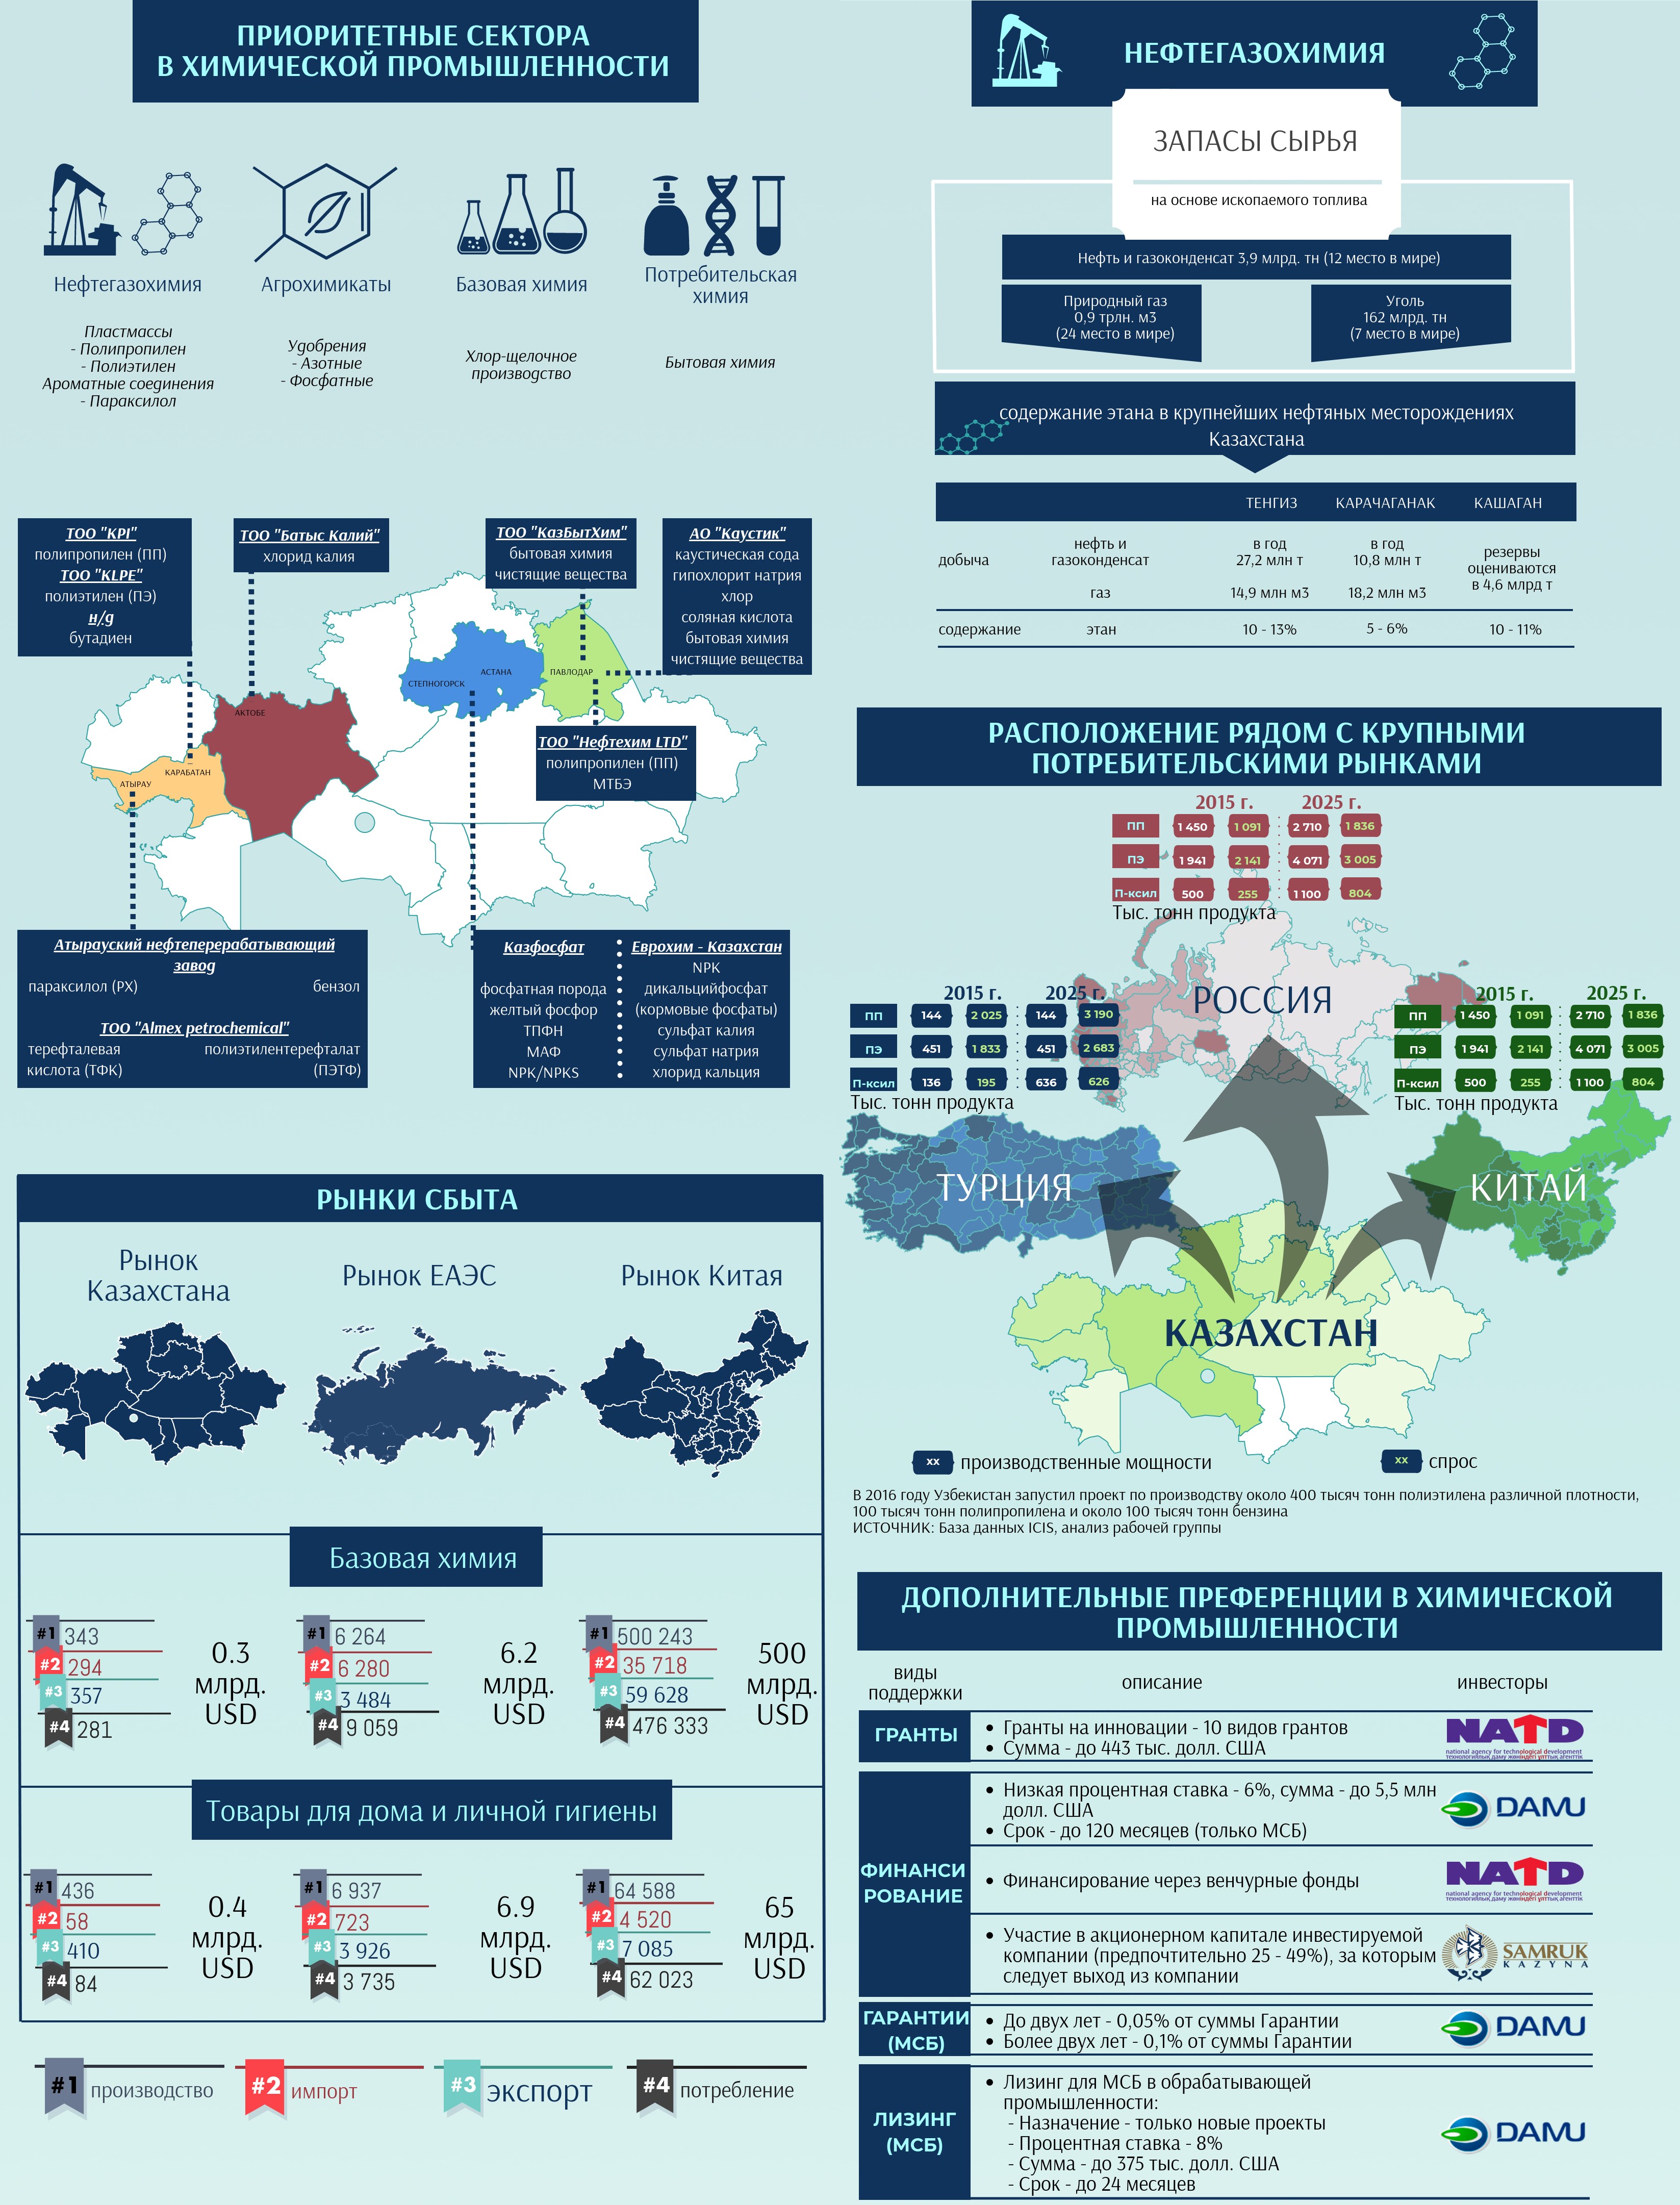 ПРИОРИТЕТНЫЕ СЕКТОРА
В ХИМИЧЕСКОЙ ПРОМЫШЛЕННОСТИ
Нефтегазохимия
Пластмассы
- Полипропилен
- Полиэтилен
Ароматные соединения
- Параксилол
Агрохимикаты
Удобрения
- Азотные
- Фосфатные
Базовая химия
Хлор-щелочное
производство
Потребительская
химия
Бытовая химия
ТОО "KPI"
полипропилен (ПП)
ТОО "KLPE"
полиэтилен (ПЭ)
н/д
бутадиен
ТОО "Батыс Калий"
хлорид калия
ТОО "КазБытХим"
бытовая химия
чистящие вещества
АО "Каустик"
каустическая сода
гипохлорит натрия
хлор
соляная кислота
бытовая химия
чистящие вещества
АСТАНА
СТЕПНОГОРСК
ПАВЛОДАР
АКТОБЕ
КАРАБАТАН
АТЫРАУ
ТОО "Нефтехим LTD"
полипропилен (ПП)
МТБЭ
Атырауский нефтеперерабатывающий
завод
параксилол (PX) бензол
ТОО "Almex petrochemical"
терефталевая полиэтилентерефталат
кислота (ТФК) (ПЭТФ)
Казфосфат
фосфатная порода
желтый фосфор
ТПФН
МАФ
NPK/NPKS
Еврохим - Казахстан
NPK
дикальцийфосфат
(кормовые фосфаты)
сульфат калия
сульфат натрия
хлорид кальция
РЫНКИ СБЫТА
Рынок
Казахстана
Рынок ЕАЭС
Рынок Китая
Базовая химия
#1 343
#2 294
#3 357
#4 281
0.3
млрд.
USD
#1 6 264
#2 6 280
#3 3 484
#4 9 059
6.2
млрд.
USD
#1 500 243
#2 35 718
#3 59 628
#4 476 333
500
млрд.
USD
Товары для дома и личной гигиены
#1 436
#2 58
#3 410
#4 84
0.4
млрд.
USD
#1 6 937
#2 723
#3 3 926
#4 3 735
6.9
млрд.
USD
#1 64 588
#2 4 520
#3 7 085
#4 62 023
65
млрд.
USD
#1 производство
#2 импорт
#3 экспорт
#4 потребление
НЕФТЕГАЗОХИМИЯ
ЗАПАСЫ СЫРЬЯ
на основе ископаемого топлива
Нефть и газоконденсат 3,9 млрд. тн (12 место в мире)
Природный газ
0,9 трлн. м3
(24 место в мире)
Уголь
162 млрд. тн
(7 место в мире)
содержание этана в крупнейших нефтяных месторождениях
Казахстана
ТЕНГИЗ КАРАЧАГАНАК КАШАГАН
добыча
нефть и
газоконденсат
в год
27,2 млн т
в год
10,8 млн т
резервы
оцениваются
в 4,6 млрд т
газ 14,9 млн м3 18,2 млн м3
содержание этан 10 - 13% 5 - 6% 10 - 11%
РАСПОЛОЖЕНИЕ РЯДОМ С КРУПНЫМИ
ПОТРЕБИТЕЛЬСКИМИ РЫНКАМИ
2015 г. 2025 г.
ПП 1 450 1 091 2 710 1 836
ПЭ 1 941 2 141 4 071 3 005
П-ксил 500 255 1 100 804
Тыс. тонн продукта
РОССИЯ
2015 г. 2025 г.
ПП 144 2 025 144 3 190
ПЭ 451 1 833 451 2 683
П-ксил 136 195 636 626
Тыс. тонн продукта
ТУРЦИЯ
2015 г. 2025 г.
ПП 1 450 1 091 2 710 1 836
ПЭ 1 941 2 141 4 071 3 005
П-ксил 500 255 1 100 804
Тыс. тонн продукта
КИТАЙ
КАЗАХСТАН
xx производственные мощности
xx спрос
В 2016 году Узбекистан запустил проект по производству около 400 тысяч тонн полиэтилена различной плотности,
100 тысяч тонн полипропилена и около 100 тысяч тонн бензина
ИСТОЧНИК: База данных ICIS, анализ рабочей группы
ДОПОЛНИТЕЛЬНЫЕ ПРЕФЕРЕНЦИИ В ХИМИЧЕСКОЙ
ПРОМЫШЛЕННОСТИ
виды
поддержки
описание
инвесторы
ГРАНТЫ
• Гранты на инновации - 10 видов грантов
• Сумма - до 443 тыс. долл. США
NATD
national agency for technological development
технологиялық даму жөніндегі ұлттық агенттік
ФИНАНСИ
РОВАНИЕ
• Низкая процентная ставка - 6%, сумма - до 5,5 млн
долл. США
• Срок - до 120 месяцев (только МСБ)
DAMU
• Финансирование через венчурные фонды
NATD
national agency for technological development
технологиялық даму жөніндегі ұлттық агенттік
• Участие в акционерном капитале инвестируемой
компании (предпочтительно 25 - 49%), за которым
следует выход из компании
SAMRUK
KAZYNA
ГАРАНТИИ
(МСБ)
• До двух лет - 0,05% от суммы Гарантии
• Более двух лет - 0,1% от суммы Гарантии
DAMU
ЛИЗИНГ
(МСБ)
• Лизинг для МСБ в обрабатывающей
промышленности:
- Назначение - только новые проекты
- Процентная ставка - 8%
- Сумма - до 375 тыс. долл. США
- Срок - до 24 месяцев
DAMU